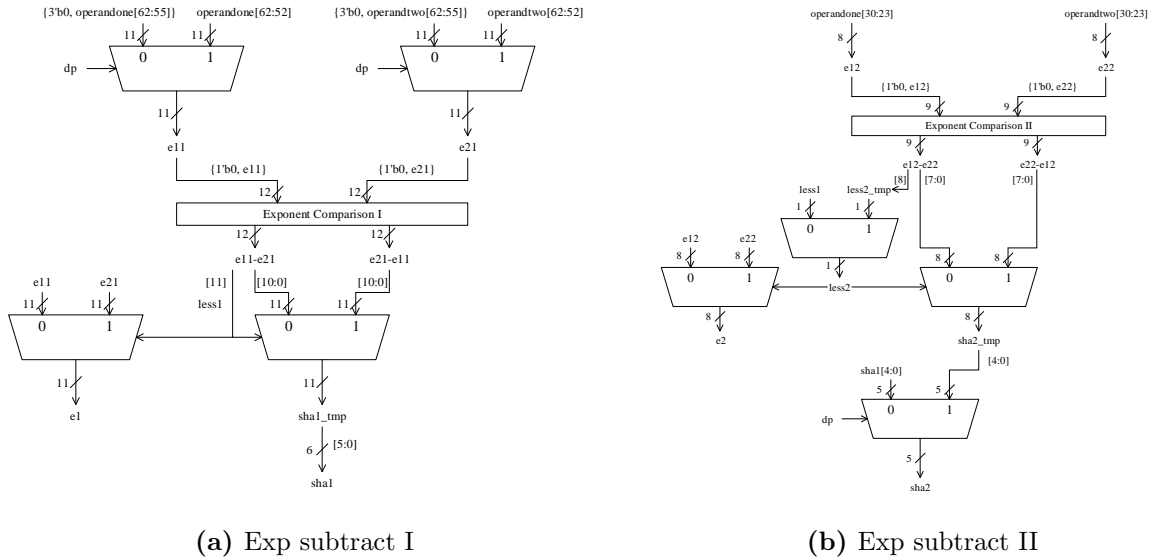 {3'b0, operandone[62:55]} operandone[62:52] {3'b0, operandtwo[62:55]} operandtwo[62:52]
11 11 11 11
0 1 0 1
dp dp
11 11
e11 e21
{1'b0, e11} {1'b0, e21}
12 12
Exponent Comparison I
12 12
e11-e21 e21-e11
e11 e21 [11] [10:0] [10:0]
less1
11 11 11 11
0 1 0 1
11 11
e1 sha1_tmp
6 [5:0]
sha1
(a) Exp subtract I
operandone[30:23] operandtwo[30:23]
8 8
e12 e22
{1'b0, e12} {1'b0, e22}
9 9
Exponent Comparison II
9 9
e12-e22 e22-e12
less1 less2_tmp [8] [7:0] [7:0]
1 1
0 1
e12 e22
8 8 1 8 8
0 1 less2 0 1
8 8
e2 sha2_tmp
[4:0]
sha1[4:0]
5 5
0 1
dp
5
sha2
(b) Exp subtract II